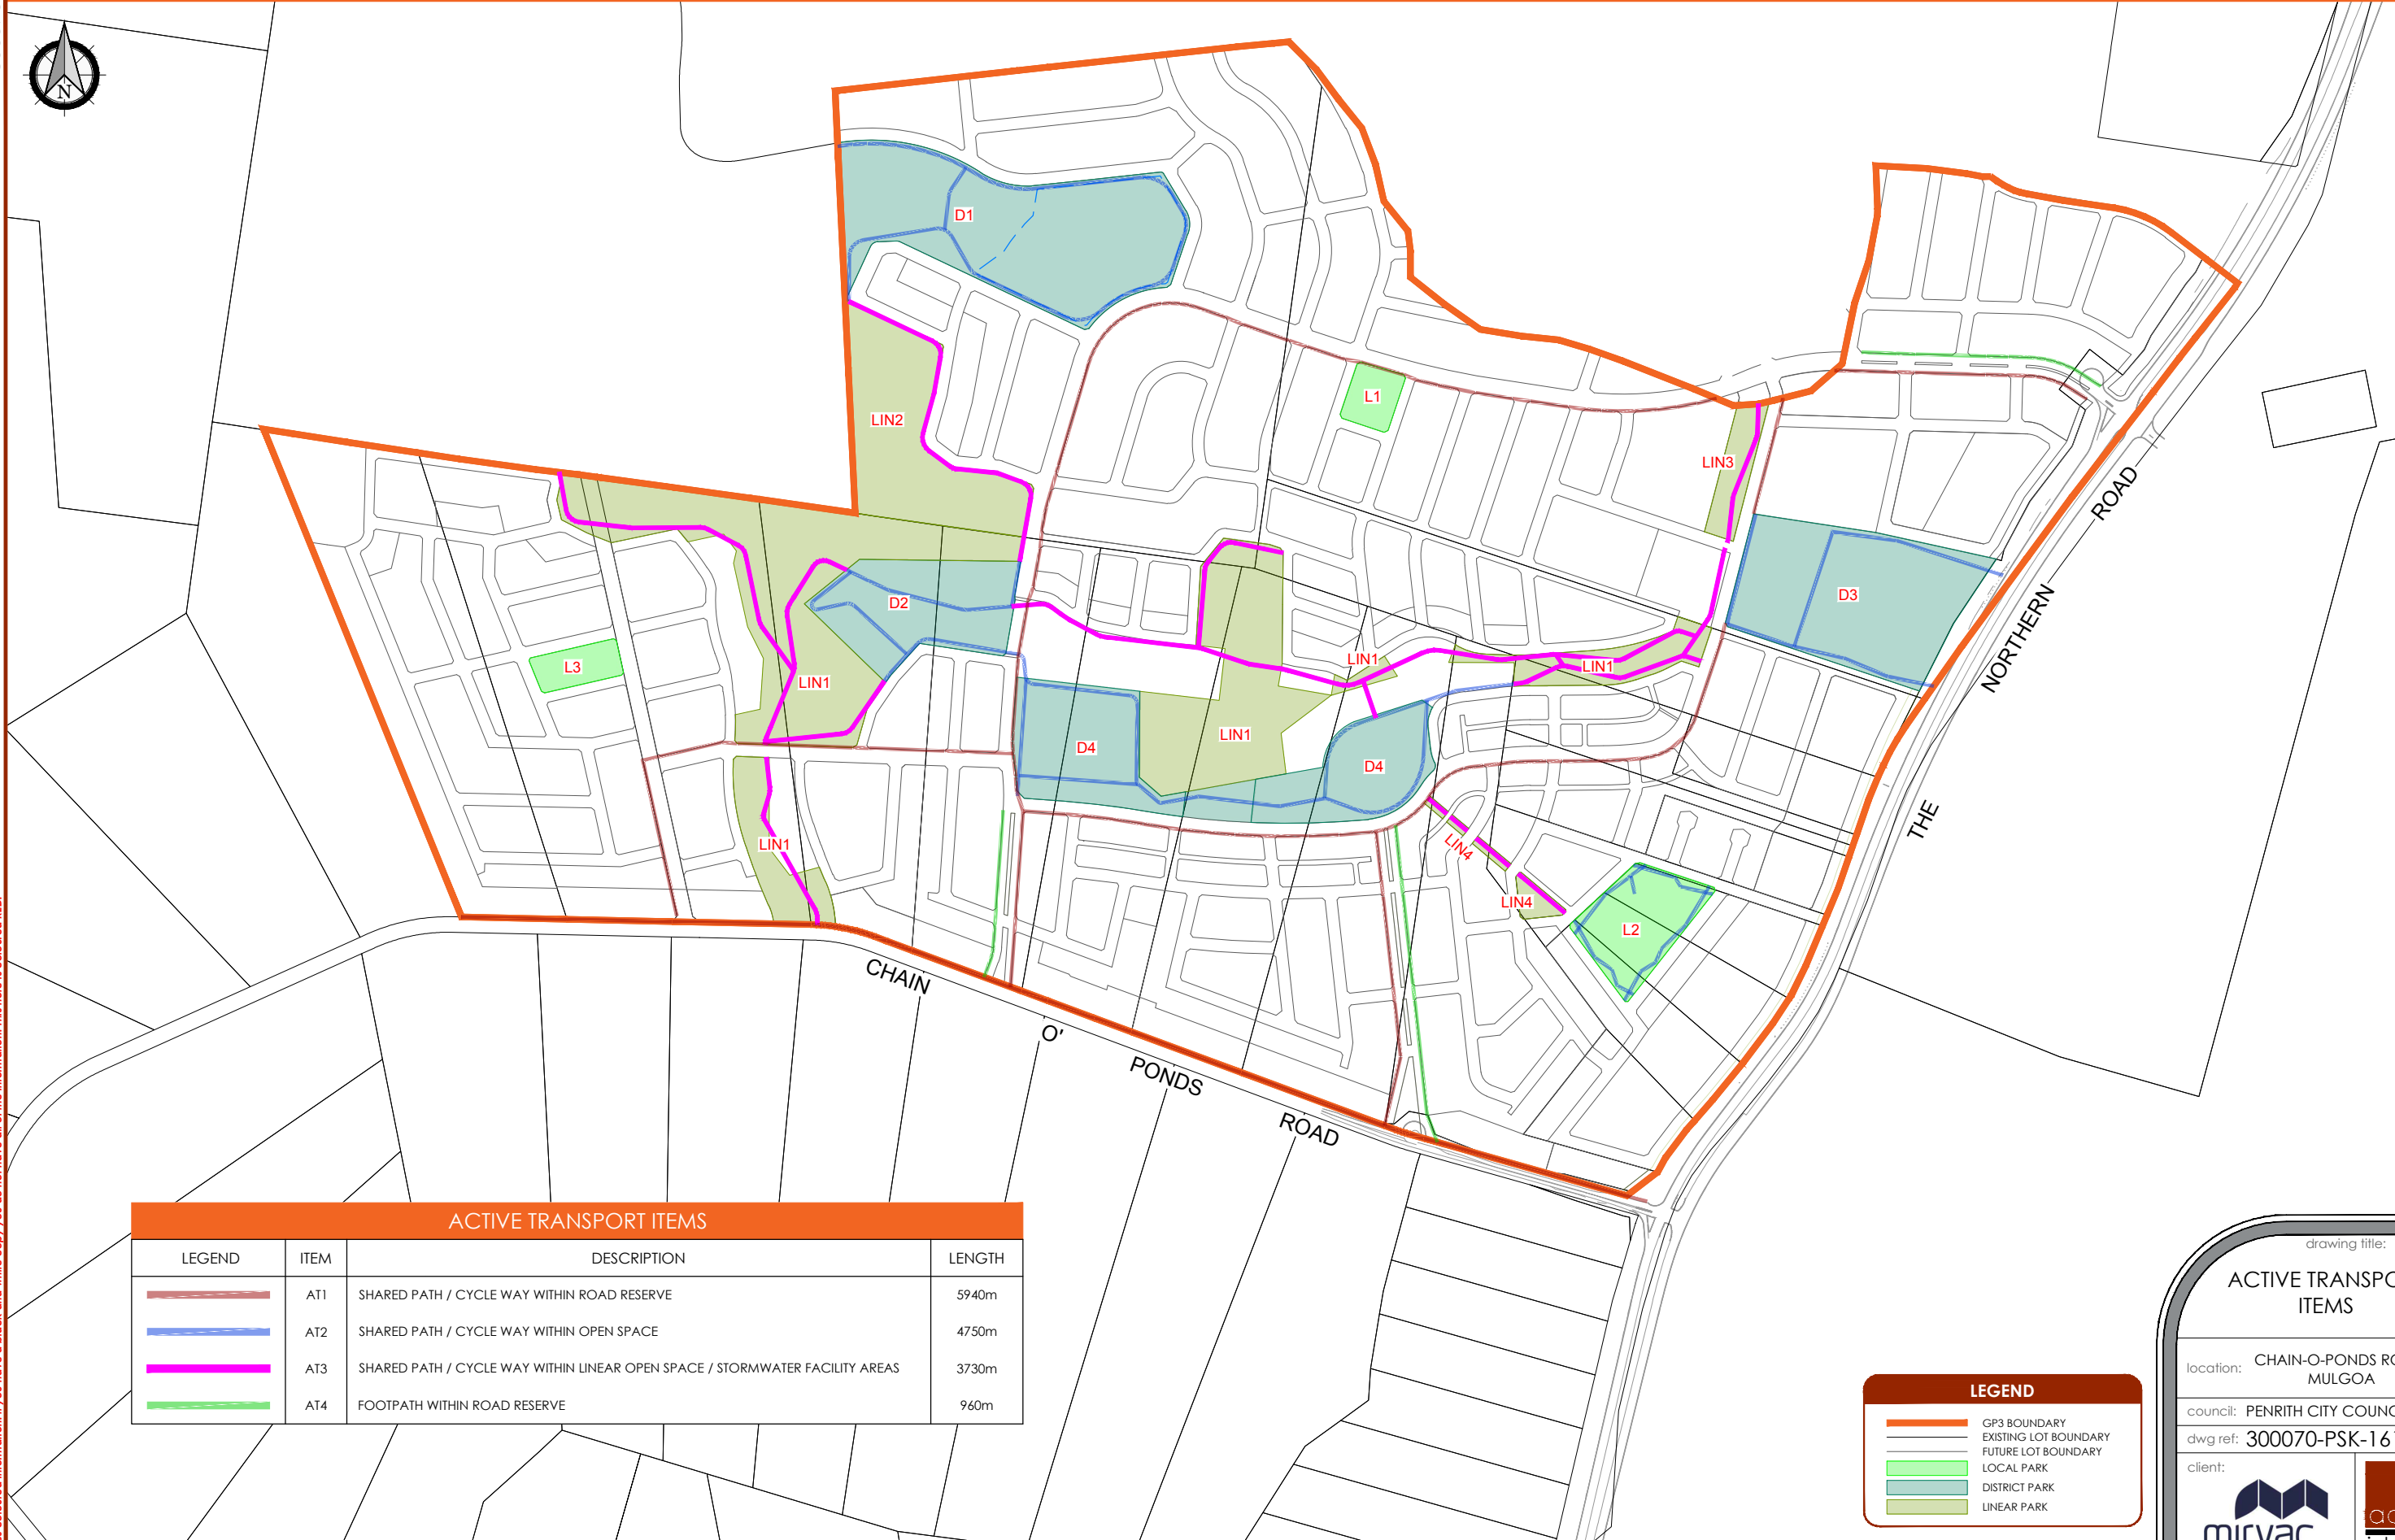 N
D1
LIN2
L1
LIN3
D2
D3
L3
LIN1
LIN1
LIN1
LIN1
D4
D4
LIN1
LIN4
LIN4
L2
CHAIN
O'
PONDS
ROAD
THE
NORTHERN
ROAD
ACTIVE TRANSPORT ITEMS
LEGEND ITEM DESCRIPTION LENGTH
AT1 SHARED PATH / CYCLE WAY WITHIN ROAD RESERVE 5940m
AT2 SHARED PATH / CYCLE WAY WITHIN OPEN SPACE 4750m
AT3 SHARED PATH / CYCLE WAY WITHIN LINEAR OPEN SPACE / STORMWATER FACILITY AREAS 3730m
AT4 FOOTPATH WITHIN ROAD RESERVE 960m
LEGEND
GP3 BOUNDARY
EXISTING LOT BOUNDARY
FUTURE LOT BOUNDARY
LOCAL PARK
DISTRICT PARK
LINEAR PARK
drawing title:
ACTIVE TRANSPO
ITEMS
location: CHAIN-O-PONDS RO
MULGOA
council: PENRITH CITY COUNC
dwg ref: 300070-PSK-16
client:
mirvac